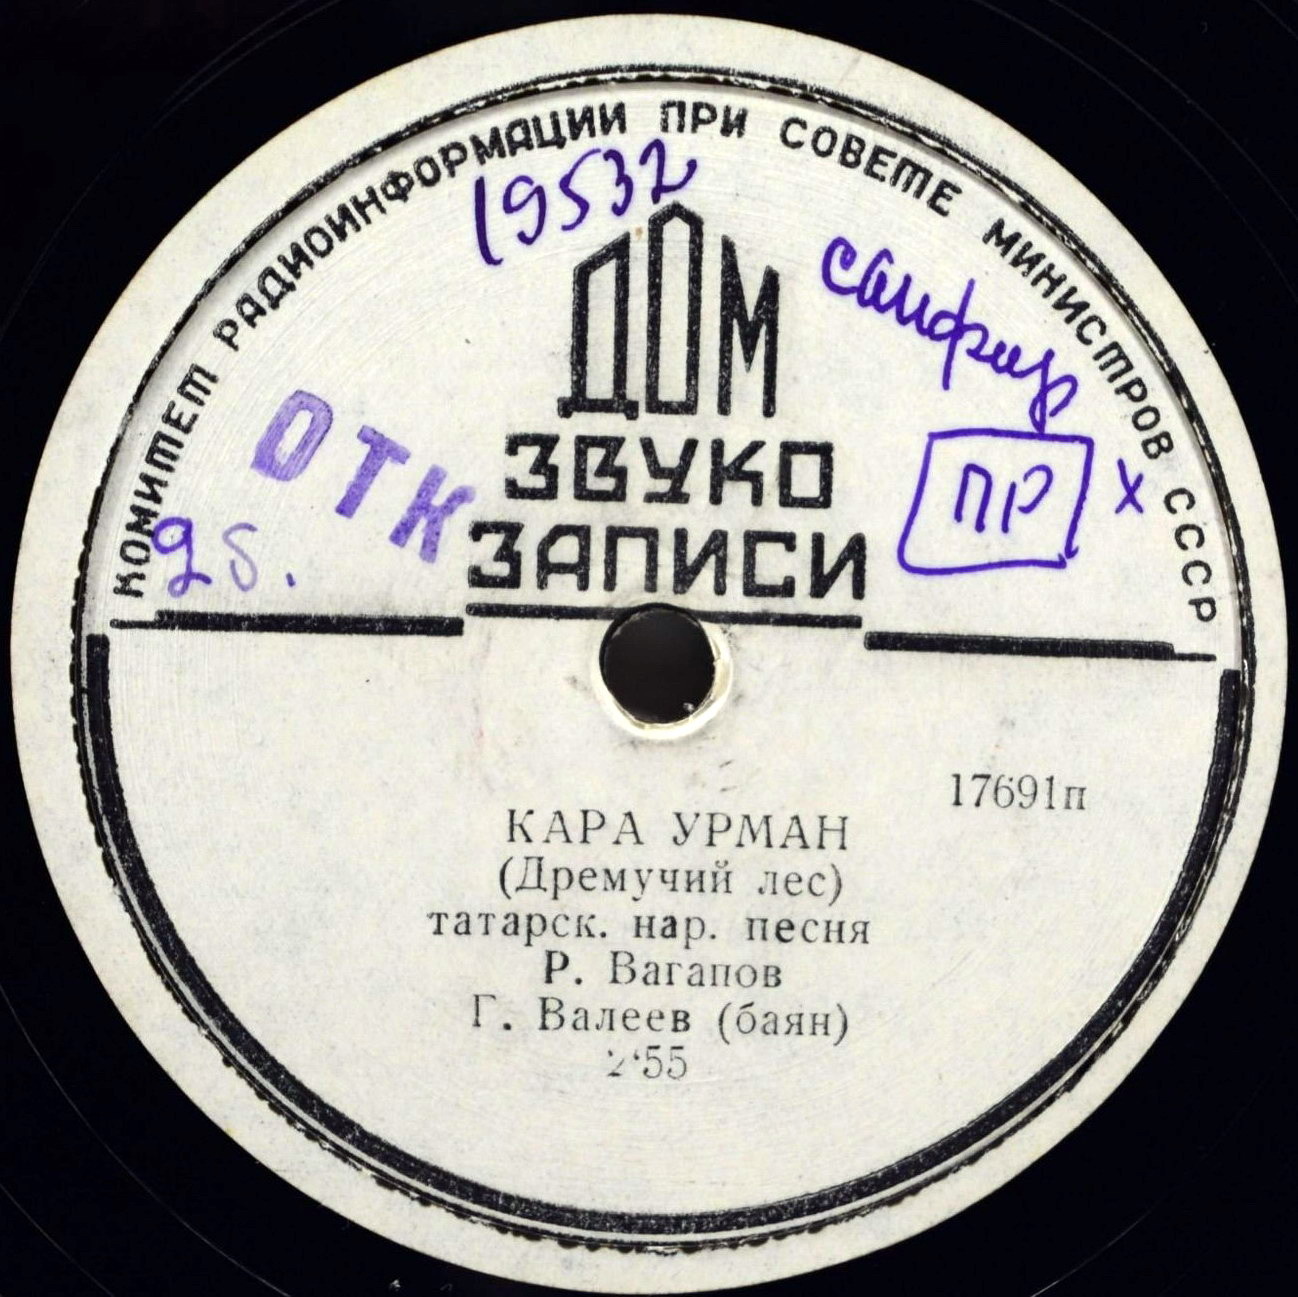 КОМИТЕТ РАДИОИНФОРМАЦИИ ПРИ СОВЕТЕ МИНИСТРОВ СССР
19532
сапфир
ДОМ
ЗВУКО
ЗАПИСИ
ОТК
ПР х
17691п
КАРА УРМАН
(Дремучий лес)
татарск. нар. песня
Р. Вагапов
Г. Валеев (баян)
2‘55